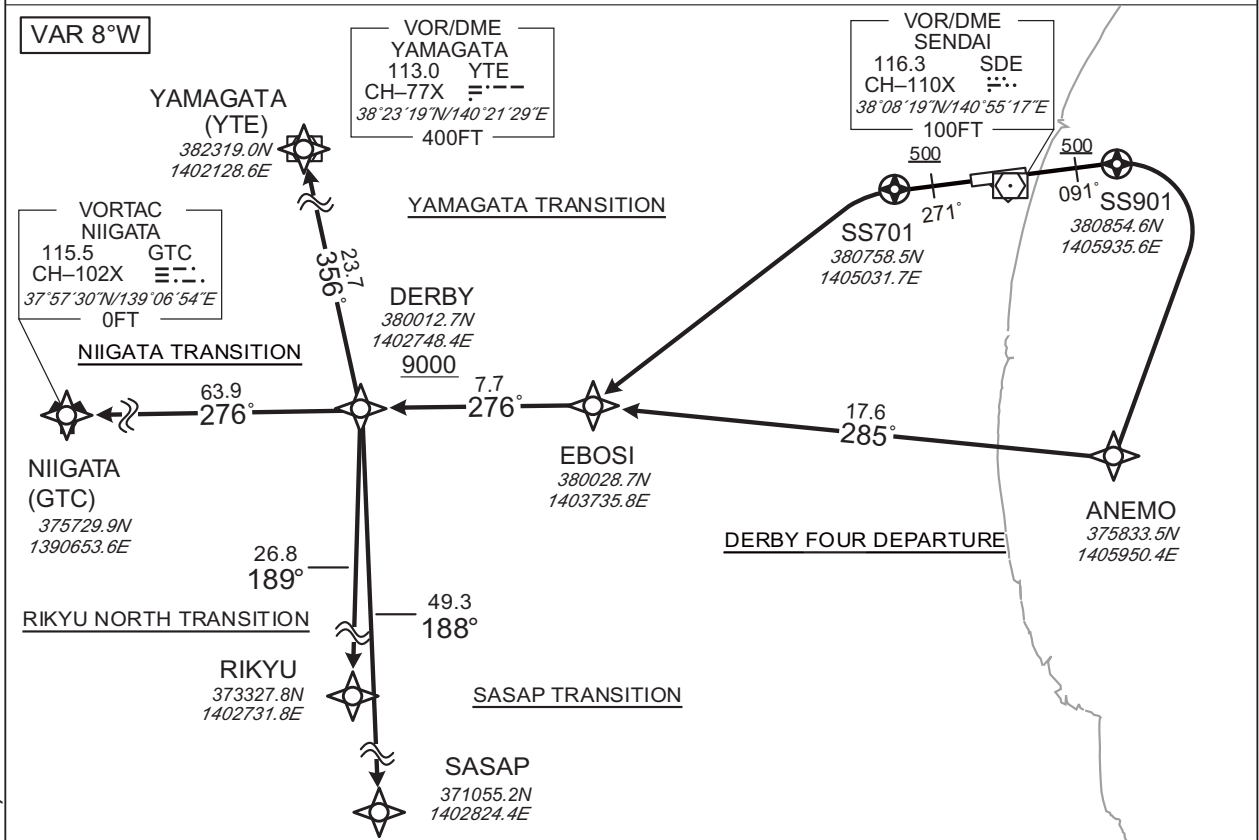 VAR 8°W
VOR/DME
YAMAGATA
113.0 YTE
CH–77X
38°23´19˝N/140°21´29˝E
400FT
VOR/DME
SENDAI
116.3 SDE
CH–110X
38°08´19˝N/140°55´17˝E
100FT
YAMAGATA
(YTE)
382319.0N
1402128.6E
500
500
271°
091°
SS901
380854.6N
1405935.6E
SS701
380758.5N
1405031.7E
YAMAGATA TRANSITION
VORTAC
NIIGATA
115.5 GTC
CH–102X
37°57´30˝N/139°06´54˝E
0FT
23.7
356°
DERBY
380012.7N
1402748.4E
9000
NIIGATA TRANSITION
63.9
276°
7.7
276°
17.6
285°
NIIGATA
(GTC)
375729.9N
1390653.6E
EBOSI
380028.7N
1403735.8E
ANEMO
375833.5N
1405950.4E
DERBY FOUR DEPARTURE
26.8
189°
49.3
188°
RIKYU NORTH TRANSITION
RIKYU
373327.8N
1402731.8E
SASAP TRANSITION
SASAP
371055.2N
1402824.4E